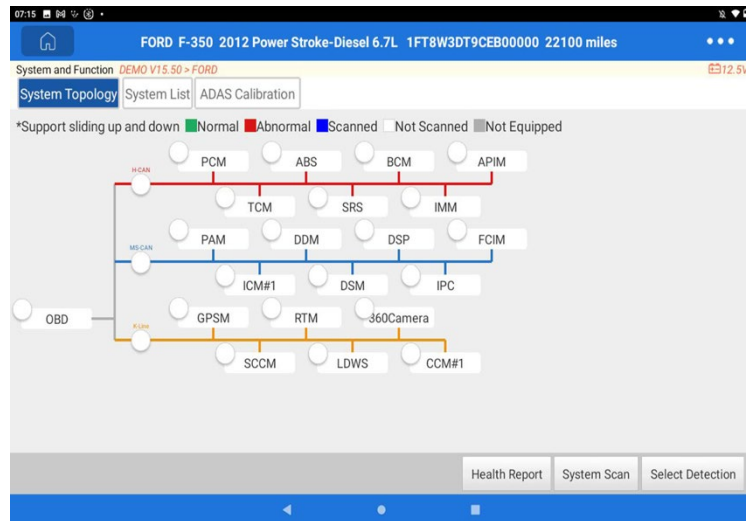 07:15
FORD F-350 2012 Power Stroke-Diesel 6.7L 1FT8W3DT9CEB00000 22100 miles
System and Function DEMO V15.50 > FORD
12.5V
System Topology System List ADAS Calibration
*Support sliding up and down Normal Abnormal Scanned Not Scanned Not Equipped
PCM ABS BCM APIM
H-CAN
TCM SRS IMM
PAM DDM DSP FCIM
MS-CAN
ICM#1 DSM IPC
OBD GPSM RTM 360Camera
K-Line
SCCM LDWS CCM#1
Health Report System Scan Select Detection